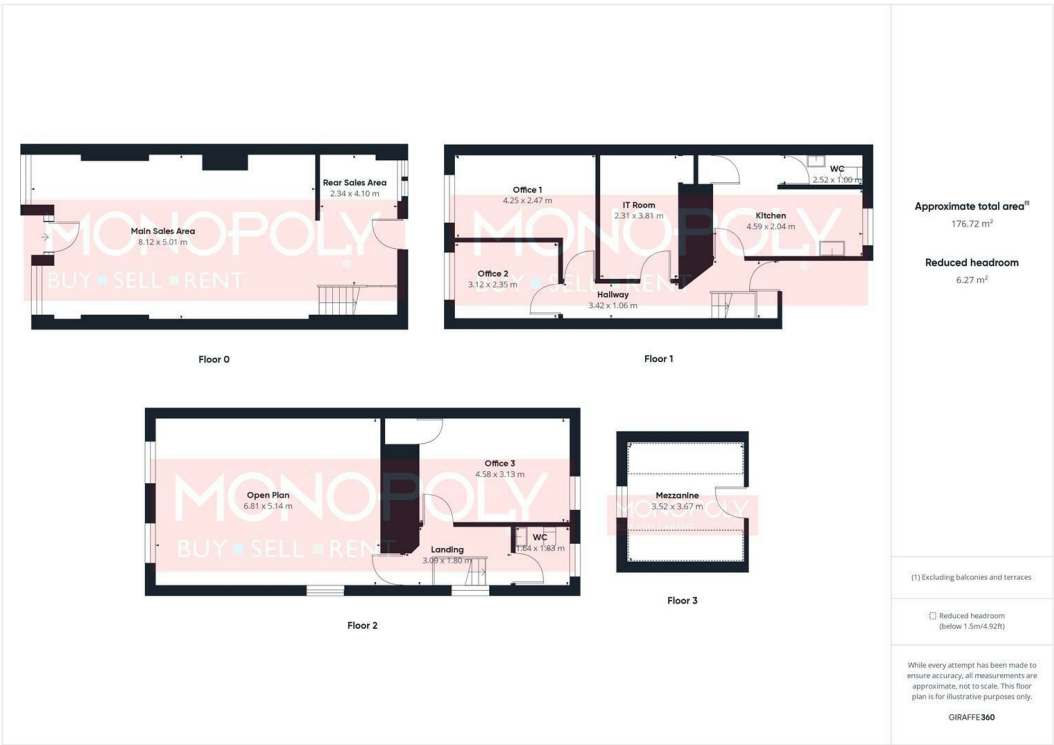 Main Sales Area
8.12 x 5.01 m
Rear Sales Area
2.34 x 4.10 m
MONOPOLY®
BUY SELL RENT
Floor 0
Office 1
4.25 x 2.47 m
IT Room
2.31 x 3.81 m
WC
2.52 x 1.00 m
Kitchen
4.59 x 2.04 m
Office 2
3.12 x 2.35 m
Hallway
3.42 x 1.06 m
MONOPOLY®
BUY SELL RENT
Floor 1
Open Plan
6.81 x 5.14 m
Office 3
4.58 x 3.13 m
Landing
3.09 x 1.80 m
WC
1.64 x 1.83 m
MONOPOLY
BUY SELL RENT
Floor 2
Mezzanine
3.52 x 3.67 m
MONOPOLY
Floor 3
Approximate total area(1)
176.72 m²
Reduced headroom
6.27 m²
(1) Excluding balconies and terraces
Reduced headroom
(below 1.5m/4.92ft)
While every attempt has been made to
ensure accuracy, all measurements are
approximate, not to scale. This floor
plan is for illustrative purposes only.
GIRAFFE360